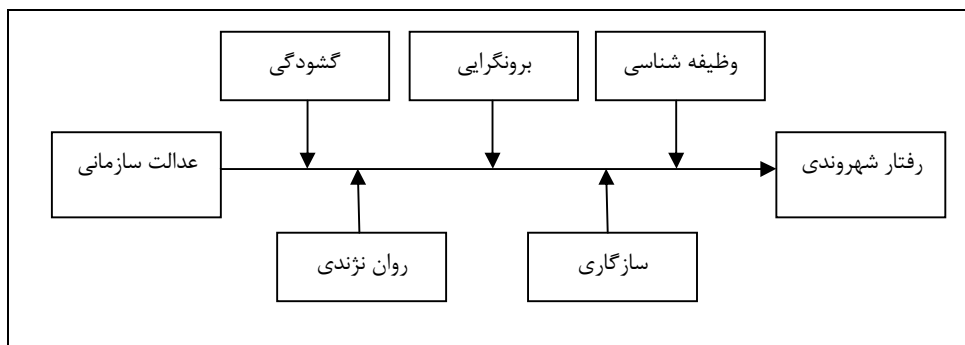 وظیفه شناسی
برونگرایی
گشودگی
عدالت سازمانی
رفتار شهروندی
سازگاری
روان نژندی